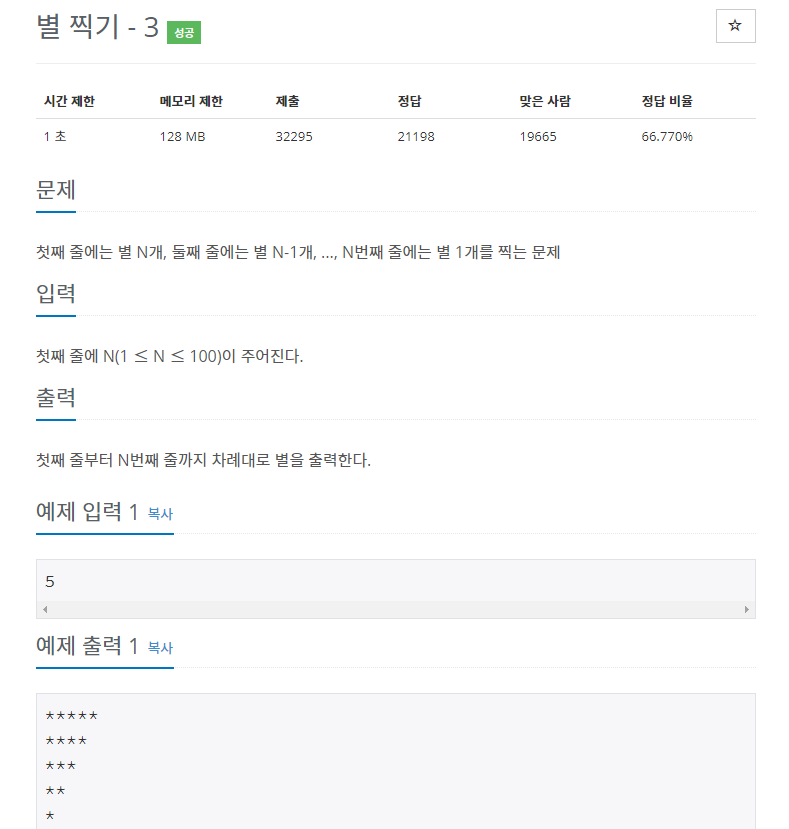 별 찍기 - 3 성공
☆
시간 제한 메모리 제한 제출 정답 맞은 사람 정답 비율
1 초 128 MB 32295 21198 19665 66.770%
문제
첫째 줄에는 별 N개, 둘째 줄에는 별 N-1개, ..., N번째 줄에는 별 1개를 찍는 문제
입력
첫째 줄에 N(1 ≤ N ≤ 100)이 주어진다.
출력
첫째 줄부터 N번째 줄까지 차례대로 별을 출력한다.
예제 입력 1 복사
5
예제 출력 1 복사
*****
****
***
**
*